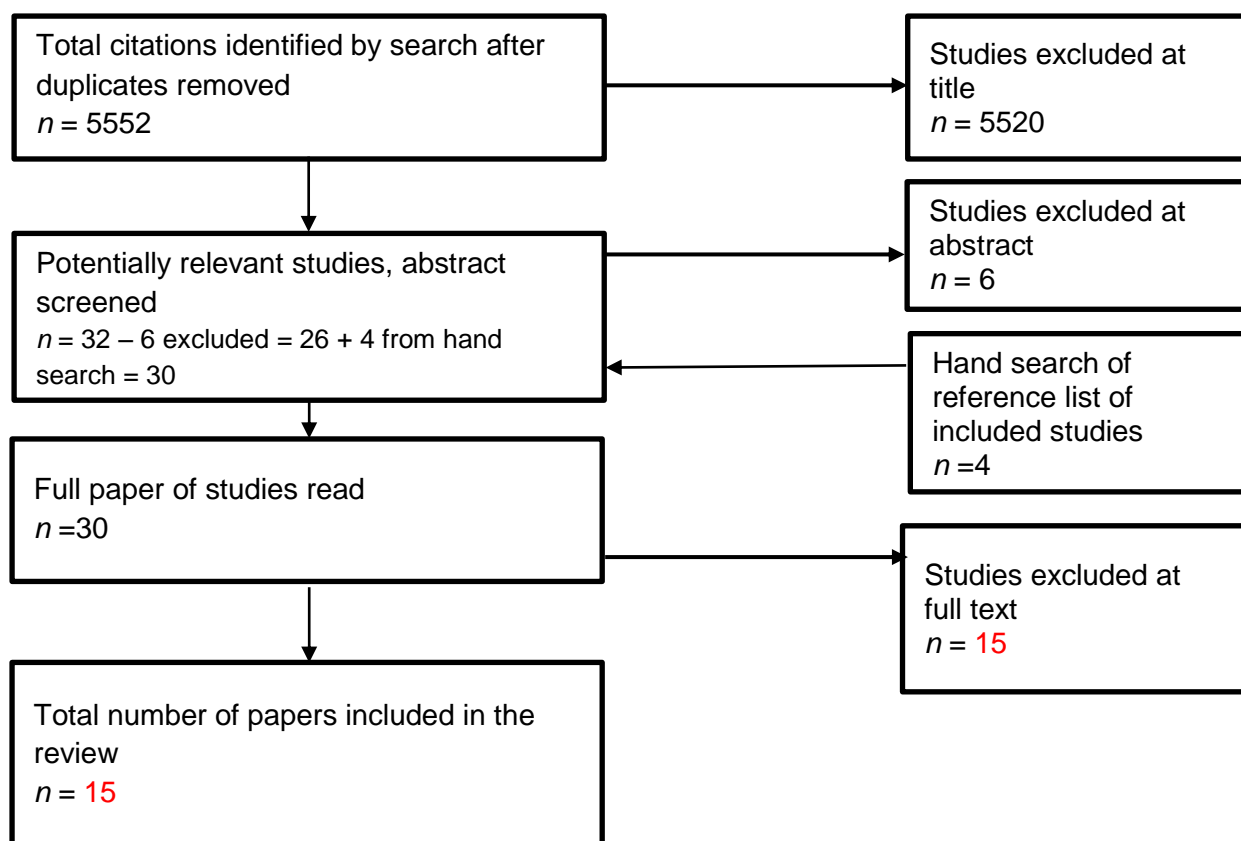 Total citations identified by search after
duplicates removed
n = 5552
Studies excluded at
title
n = 5520
Potentially relevant studies, abstract
screened
n = 32 – 6 excluded = 26 + 4 from hand
search = 30
Studies excluded at
abstract
n = 6
Hand search of
reference list of
included studies
n =4
Full paper of studies read
n =30
Studies excluded at
full text
n = 15
Total number of papers included in the
review
n = 15